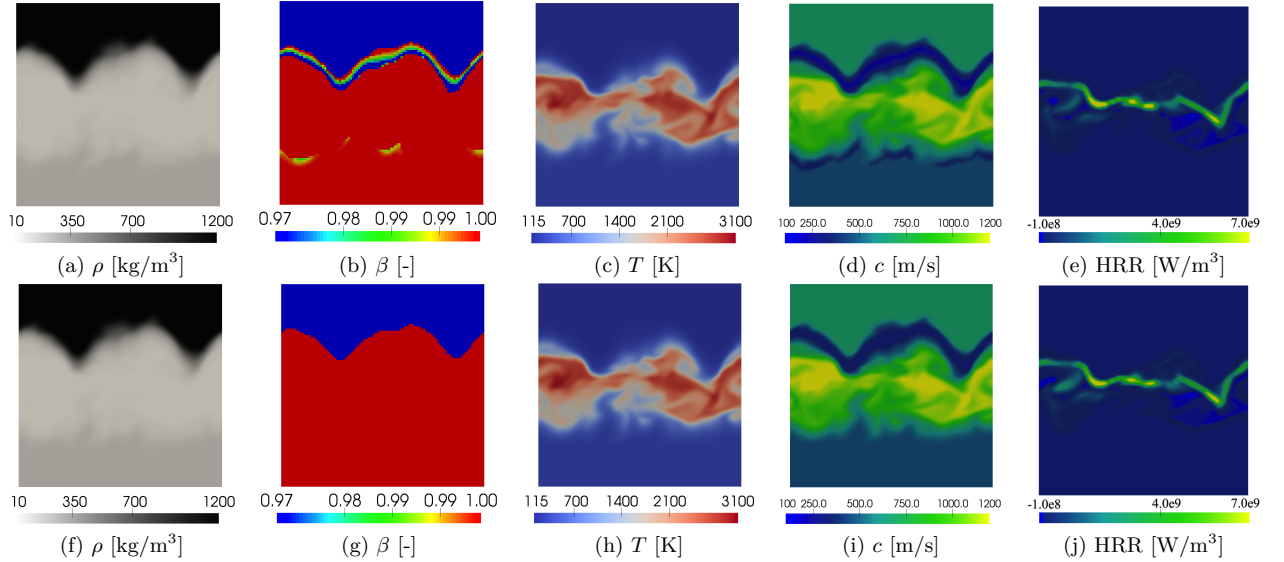 10 350 700 1200
0.97 0.98 0.99 0.99 1.00
115 700 1400 2100 3100
100 250.0 500.0 750.0 1000.0 1200
-1.0e8 4.0e9 7.0e9
(a) ρ [kg/m³]
(b) β [-]
(c) T [K]
(d) c [m/s]
(e) HRR [W/m³]
10 350 700 1200
0.97 0.98 0.99 0.99 1.00
115 700 1400 2100 3100
100 250.0 500.0 750.0 1000.0 1200
-1.0e8 4.0e9 7.0e9
(f) ρ [kg/m³]
(g) β [-]
(h) T [K]
(i) c [m/s]
(j) HRR [W/m³]